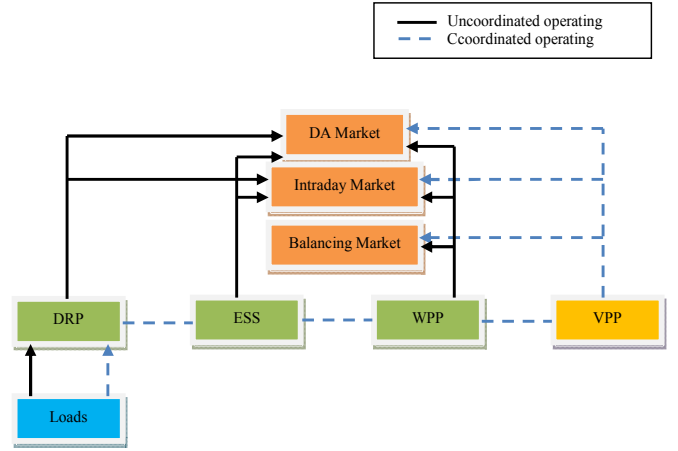 Uncoordinated operating
Ccoordinated operating
DA Market
Intraday Market
Balancing Market
DRP
ESS
WPP
VPP
Loads